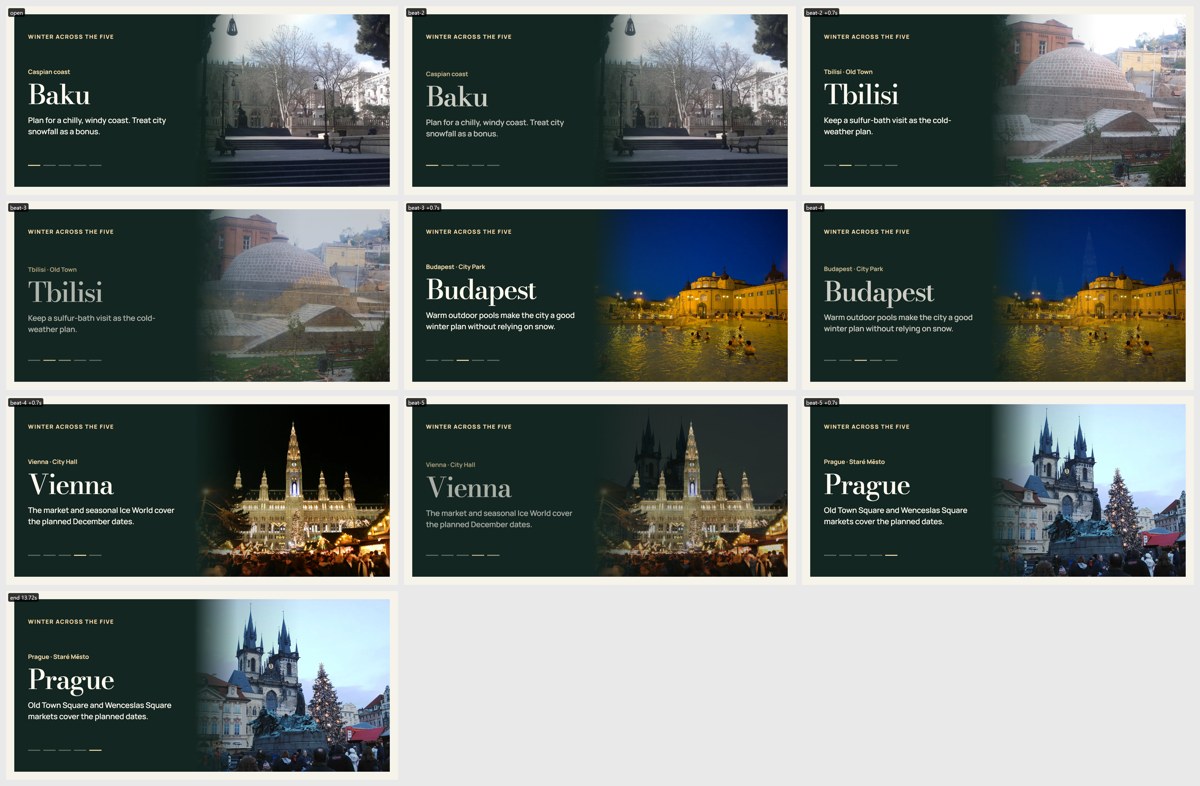 open
WINTER ACROSS THE FIVE
Caspian coast
Baku
Plan for a chilly, windy coast. Treat city
snowfall as a bonus.
beat-2
WINTER ACROSS THE FIVE
Caspian coast
Baku
Plan for a chilly, windy coast. Treat city
snowfall as a bonus.
beat-2 +0.7s
WINTER ACROSS THE FIVE
Tbilisi · Old Town
Tbilisi
Keep a sulfur-bath visit as the cold-
weather plan.
beat-3
WINTER ACROSS THE FIVE
Tbilisi · Old Town
Tbilisi
Keep a sulfur-bath visit as the cold-
weather plan.
beat-3 +0.7s
WINTER ACROSS THE FIVE
Budapest · City Park
Budapest
Warm outdoor pools make the city a good
winter plan without relying on snow.
beat-4
WINTER ACROSS THE FIVE
Budapest · City Park
Budapest
Warm outdoor pools make the city a good
winter plan without relying on snow.
beat-4 +0.7s
WINTER ACROSS THE FIVE
Vienna · City Hall
Vienna
The market and seasonal Ice World cover
the planned December dates.
beat-5
WINTER ACROSS THE FIVE
Vienna · City Hall
Vienna
The market and seasonal Ice World cover
the planned December dates.
beat-5 +0.7s
WINTER ACROSS THE FIVE
Prague · Staré Město
Prague
Old Town Square and Wenceslas Square
markets cover the planned dates.
end 13.72s
WINTER ACROSS THE FIVE
Prague · Staré Město
Prague
Old Town Square and Wenceslas Square
markets cover the planned dates.